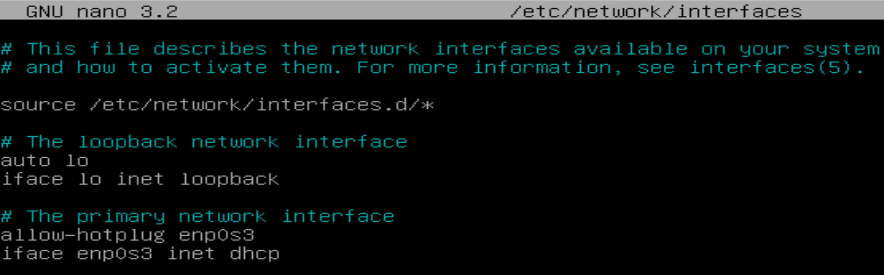 GNU nano 3.2 /etc/network/interfaces
# This file describes the network interfaces available on your system
# and how to activate them. For more information, see interfaces(5).
source /etc/network/interfaces.d/*
# The loopback network interface
auto lo
iface lo inet loopback
# The primary network interface
allow-hotplug enp0s3
iface enp0s3 inet dhcp